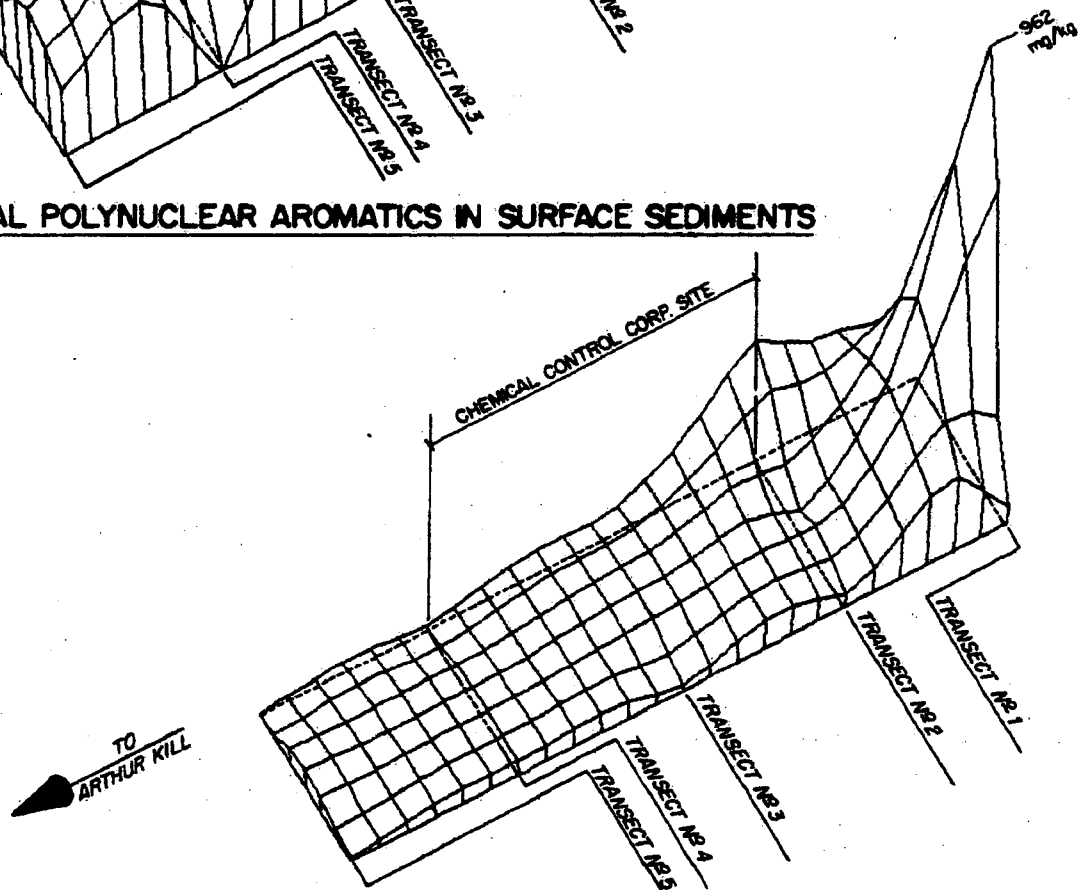 Nº 2
TRANSECT Nº 3
TRANSECT Nº 4
TRANSECT Nº 5
POLYNUCLEAR AROMATICS IN SURFACE SEDIMENTS
962
mg/kg
CHEMICAL CONTROL CORP. SITE
TO
ARTHUR KILL
TRANSECT Nº 1
TRANSECT Nº 2
TRANSECT Nº 3
TRANSECT Nº 4
TRANSECT Nº 5